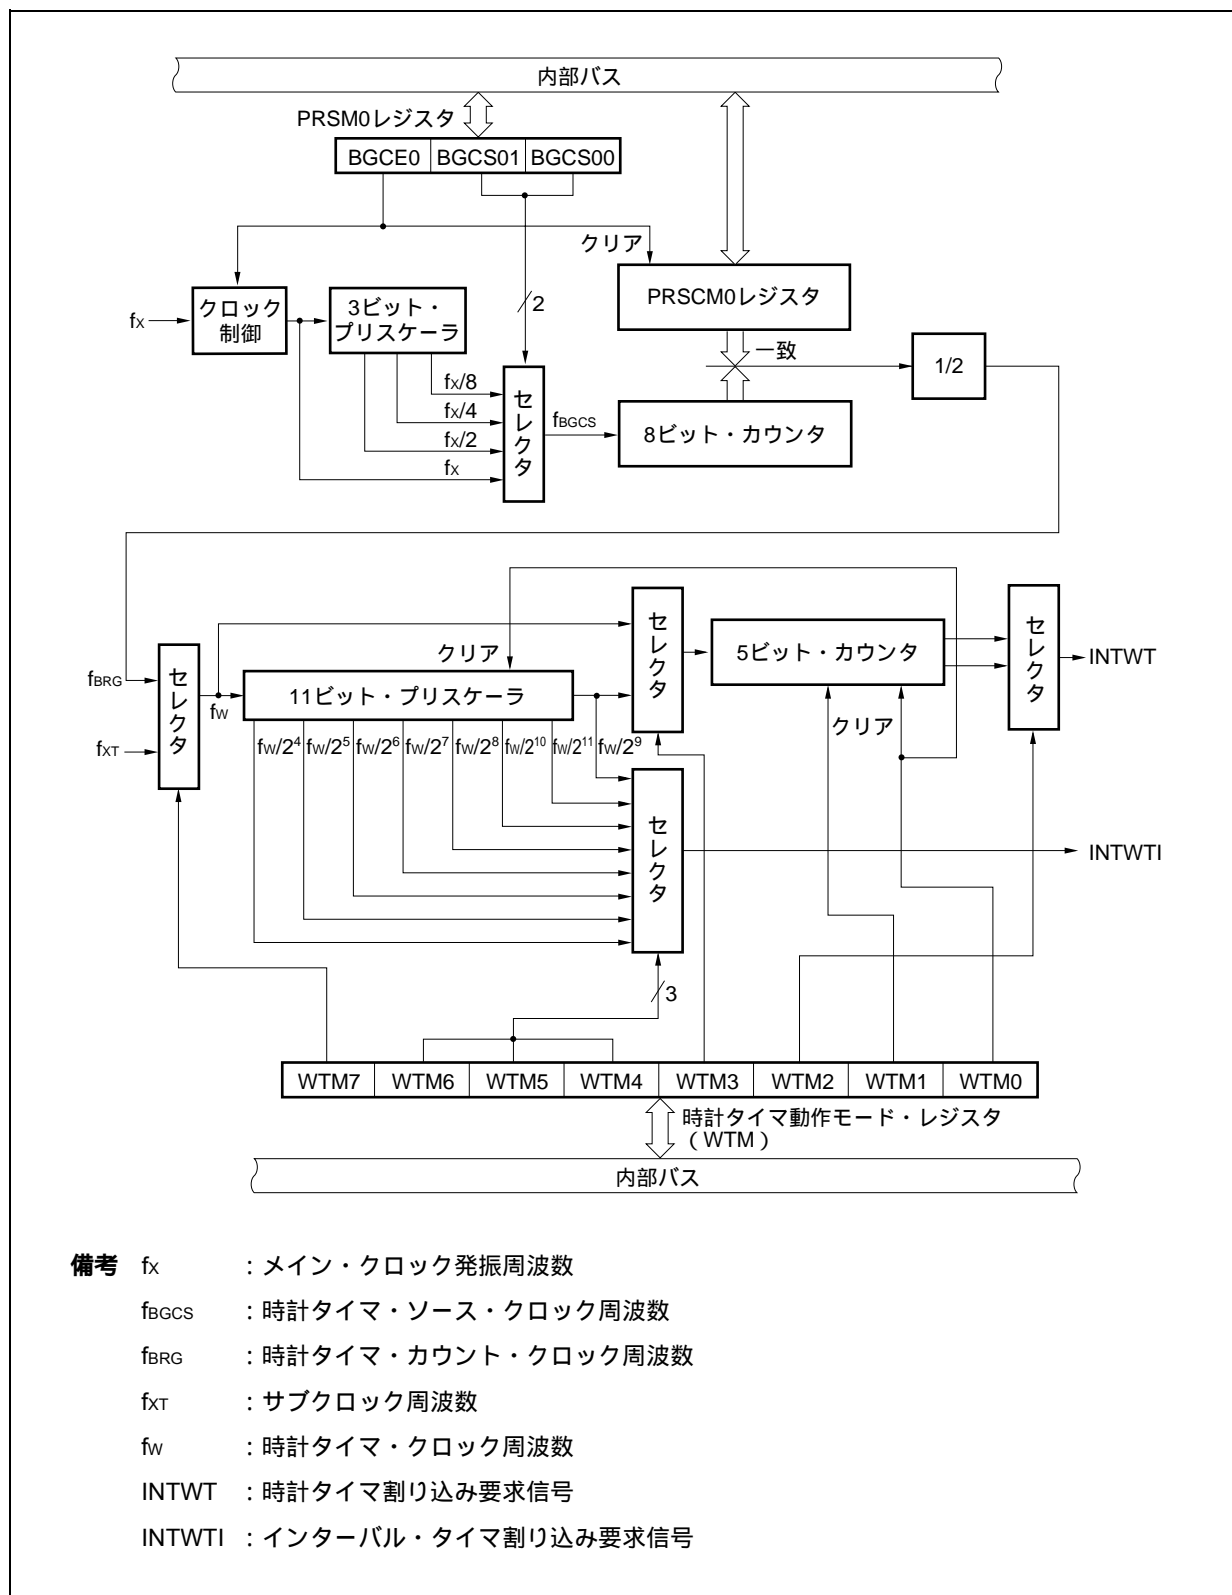 内部バス
PRSM0レジスタ
BGCE0 BGCS01 BGCS00
クリア
PRSCM0レジスタ
fX
クロック
制御
3ビット・
プリスケーラ
2
一致
1/2
fX/8
fX/4
fX/2
fX
セレクタ
fBGCS
8ビット・カウンタ
セレクタ
5ビット・カウンタ
セレクタ
INTWT
クリア
fBRG
セレクタ
fW
11ビット・プリスケーラ
クリア
fXT
fW/2⁴ fW/2⁵ fW/2⁶ fW/2⁷ fW/2⁸ fW/2¹⁰ fW/2¹¹ fW/2⁹
セレクタ
INTWTI
3
WTM7 WTM6 WTM5 WTM4 WTM3 WTM2 WTM1 WTM0
時計タイマ動作モード・レジスタ
（WTM）
内部バス
備考 fX ：メイン・クロック発振周波数
fBGCS ：時計タイマ・ソース・クロック周波数
fBRG ：時計タイマ・カウント・クロック周波数
fXT ：サブクロック周波数
fW ：時計タイマ・クロック周波数
INTWT ：時計タイマ割り込み要求信号
INTWTI ：インターバル・タイマ割り込み要求信号